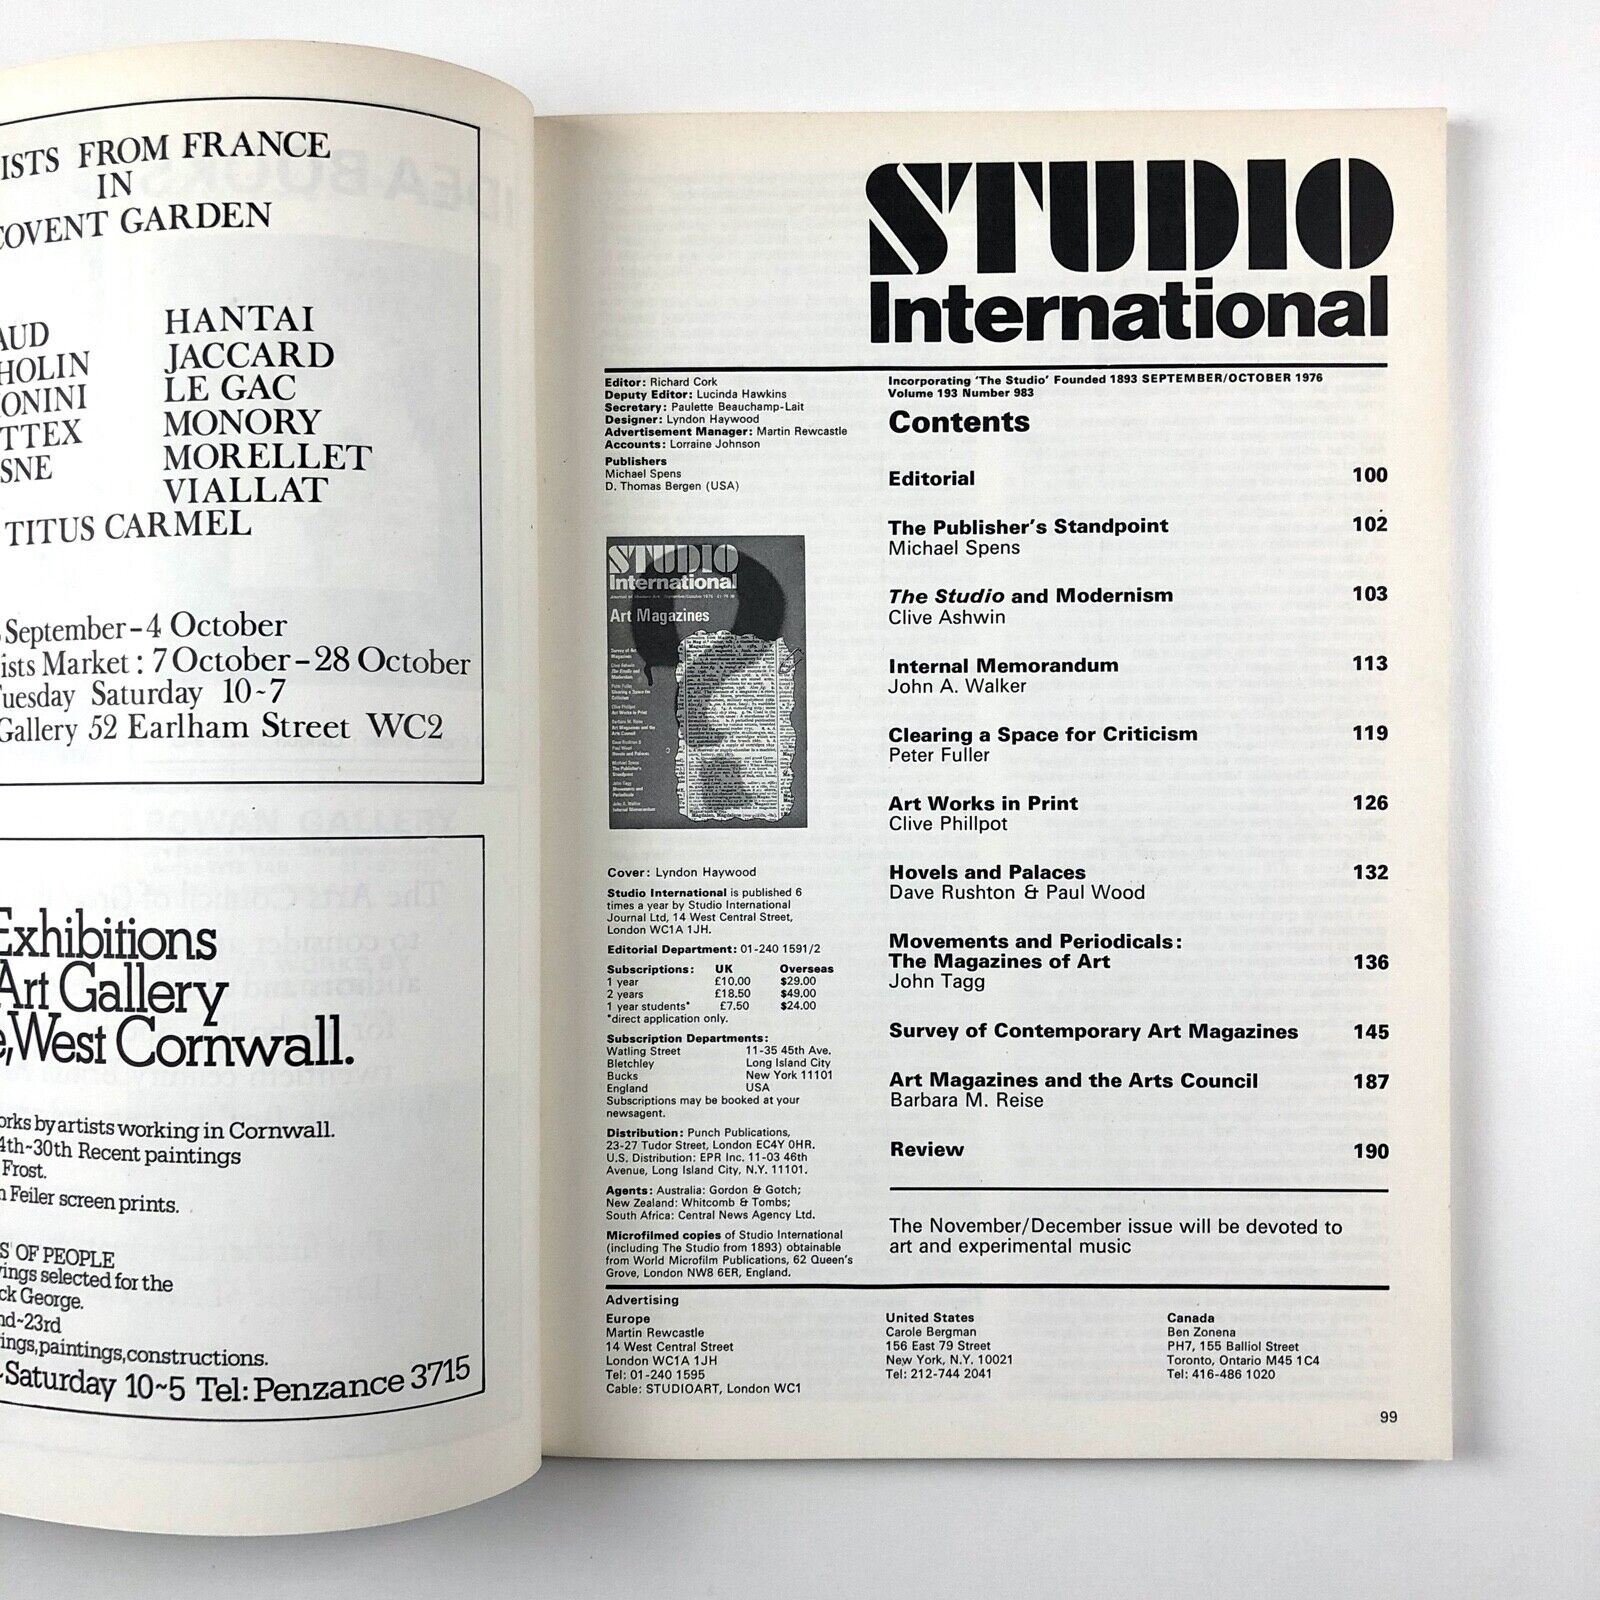 FROM FRANCE
IN
COVENT GARDEN
HANTAI
JACCARD
LE GAC
MONORY
MORELLET
VIALLAT
TITUS CARMEL
September-4 October
Market: 7 October-28 October
Tuesday Saturday 10~7
Gallery 52 Earlham Street WC2
Exhibitions
Art Gallery
West Cornwall.
by artists working in Cornwall.
4th~30th Recent paintings
Frost.
Feiler screen prints.
OF PEOPLE
selected for the
George.
23rd
paintings, constructions.
Saturday 10~5 Tel: Penzance 3715
STUDIO
International
Editor: Richard Cork
Deputy Editor: Lucinda Hawkins
Secretary: Paulette Beauchamp-Lait
Designer: Lyndon Haywood
Advertisement Manager: Martin Rewcastle
Accounts: Lorraine Johnson
Publishers
Michael Spens
D. Thomas Bergen (USA)
STUDIO
International
Art Magazines
Cover: Lyndon Haywood
Studio International is published 6
times a year by Studio International
Journal Ltd, 14 West Central Street,
London WC1A 1JH.
Editorial Department: 01-240 1591/2
Subscriptions: UK Overseas
1 year £10.00 $29.00
2 years £18.50 $49.00
1 year students* £7.50 $24.00
*direct application only.
Subscription Departments:
Watling Street 11-35 45th Ave.
Bletchley Long Island City
Bucks New York 11101
England USA
Subscriptions may be booked at your
newsagent.
Distribution: Punch Publications,
23-27 Tudor Street, London EC4Y 0HR.
U.S. Distribution: EPR Inc. 11-03 46th
Avenue, Long Island City, N.Y. 11101.
Agents: Australia: Gordon & Gotch;
New Zealand: Whitcomb & Tombs;
South Africa: Central News Agency Ltd.
Microfilmed copies of Studio International
(including The Studio from 1893) obtainable
from World Microfilm Publications, 62 Queen's
Grove, London NW8 6ER, England.
Incorporating 'The Studio' Founded 1893 SEPTEMBER/OCTOBER 1976
Volume 193 Number 983
Contents
Editorial 100
The Publisher's Standpoint 102
Michael Spens
The Studio and Modernism 103
Clive Ashwin
Internal Memorandum 113
John A. Walker
Clearing a Space for Criticism 119
Peter Fuller
Art Works in Print 126
Clive Phillpot
Hovels and Palaces 132
Dave Rushton & Paul Wood
Movements and Periodicals:
The Magazines of Art 136
John Tagg
Survey of Contemporary Art Magazines 145
Art Magazines and the Arts Council 187
Barbara M. Reise
Review 190
The November/December issue will be devoted to
art and experimental music
Advertising
Europe
Martin Rewcastle
14 West Central Street
London WC1A 1JH
Tel: 01-240 1595
Cable: STUDIOART, London WC1
United States
Carole Bergman
156 East 79 Street
New York, N.Y. 10021
Tel: 212-744 2041
Canada
Ben Zonena
PH7, 155 Balliol Street
Toronto, Ontario M45 1C4
Tel: 416-486 1020
99